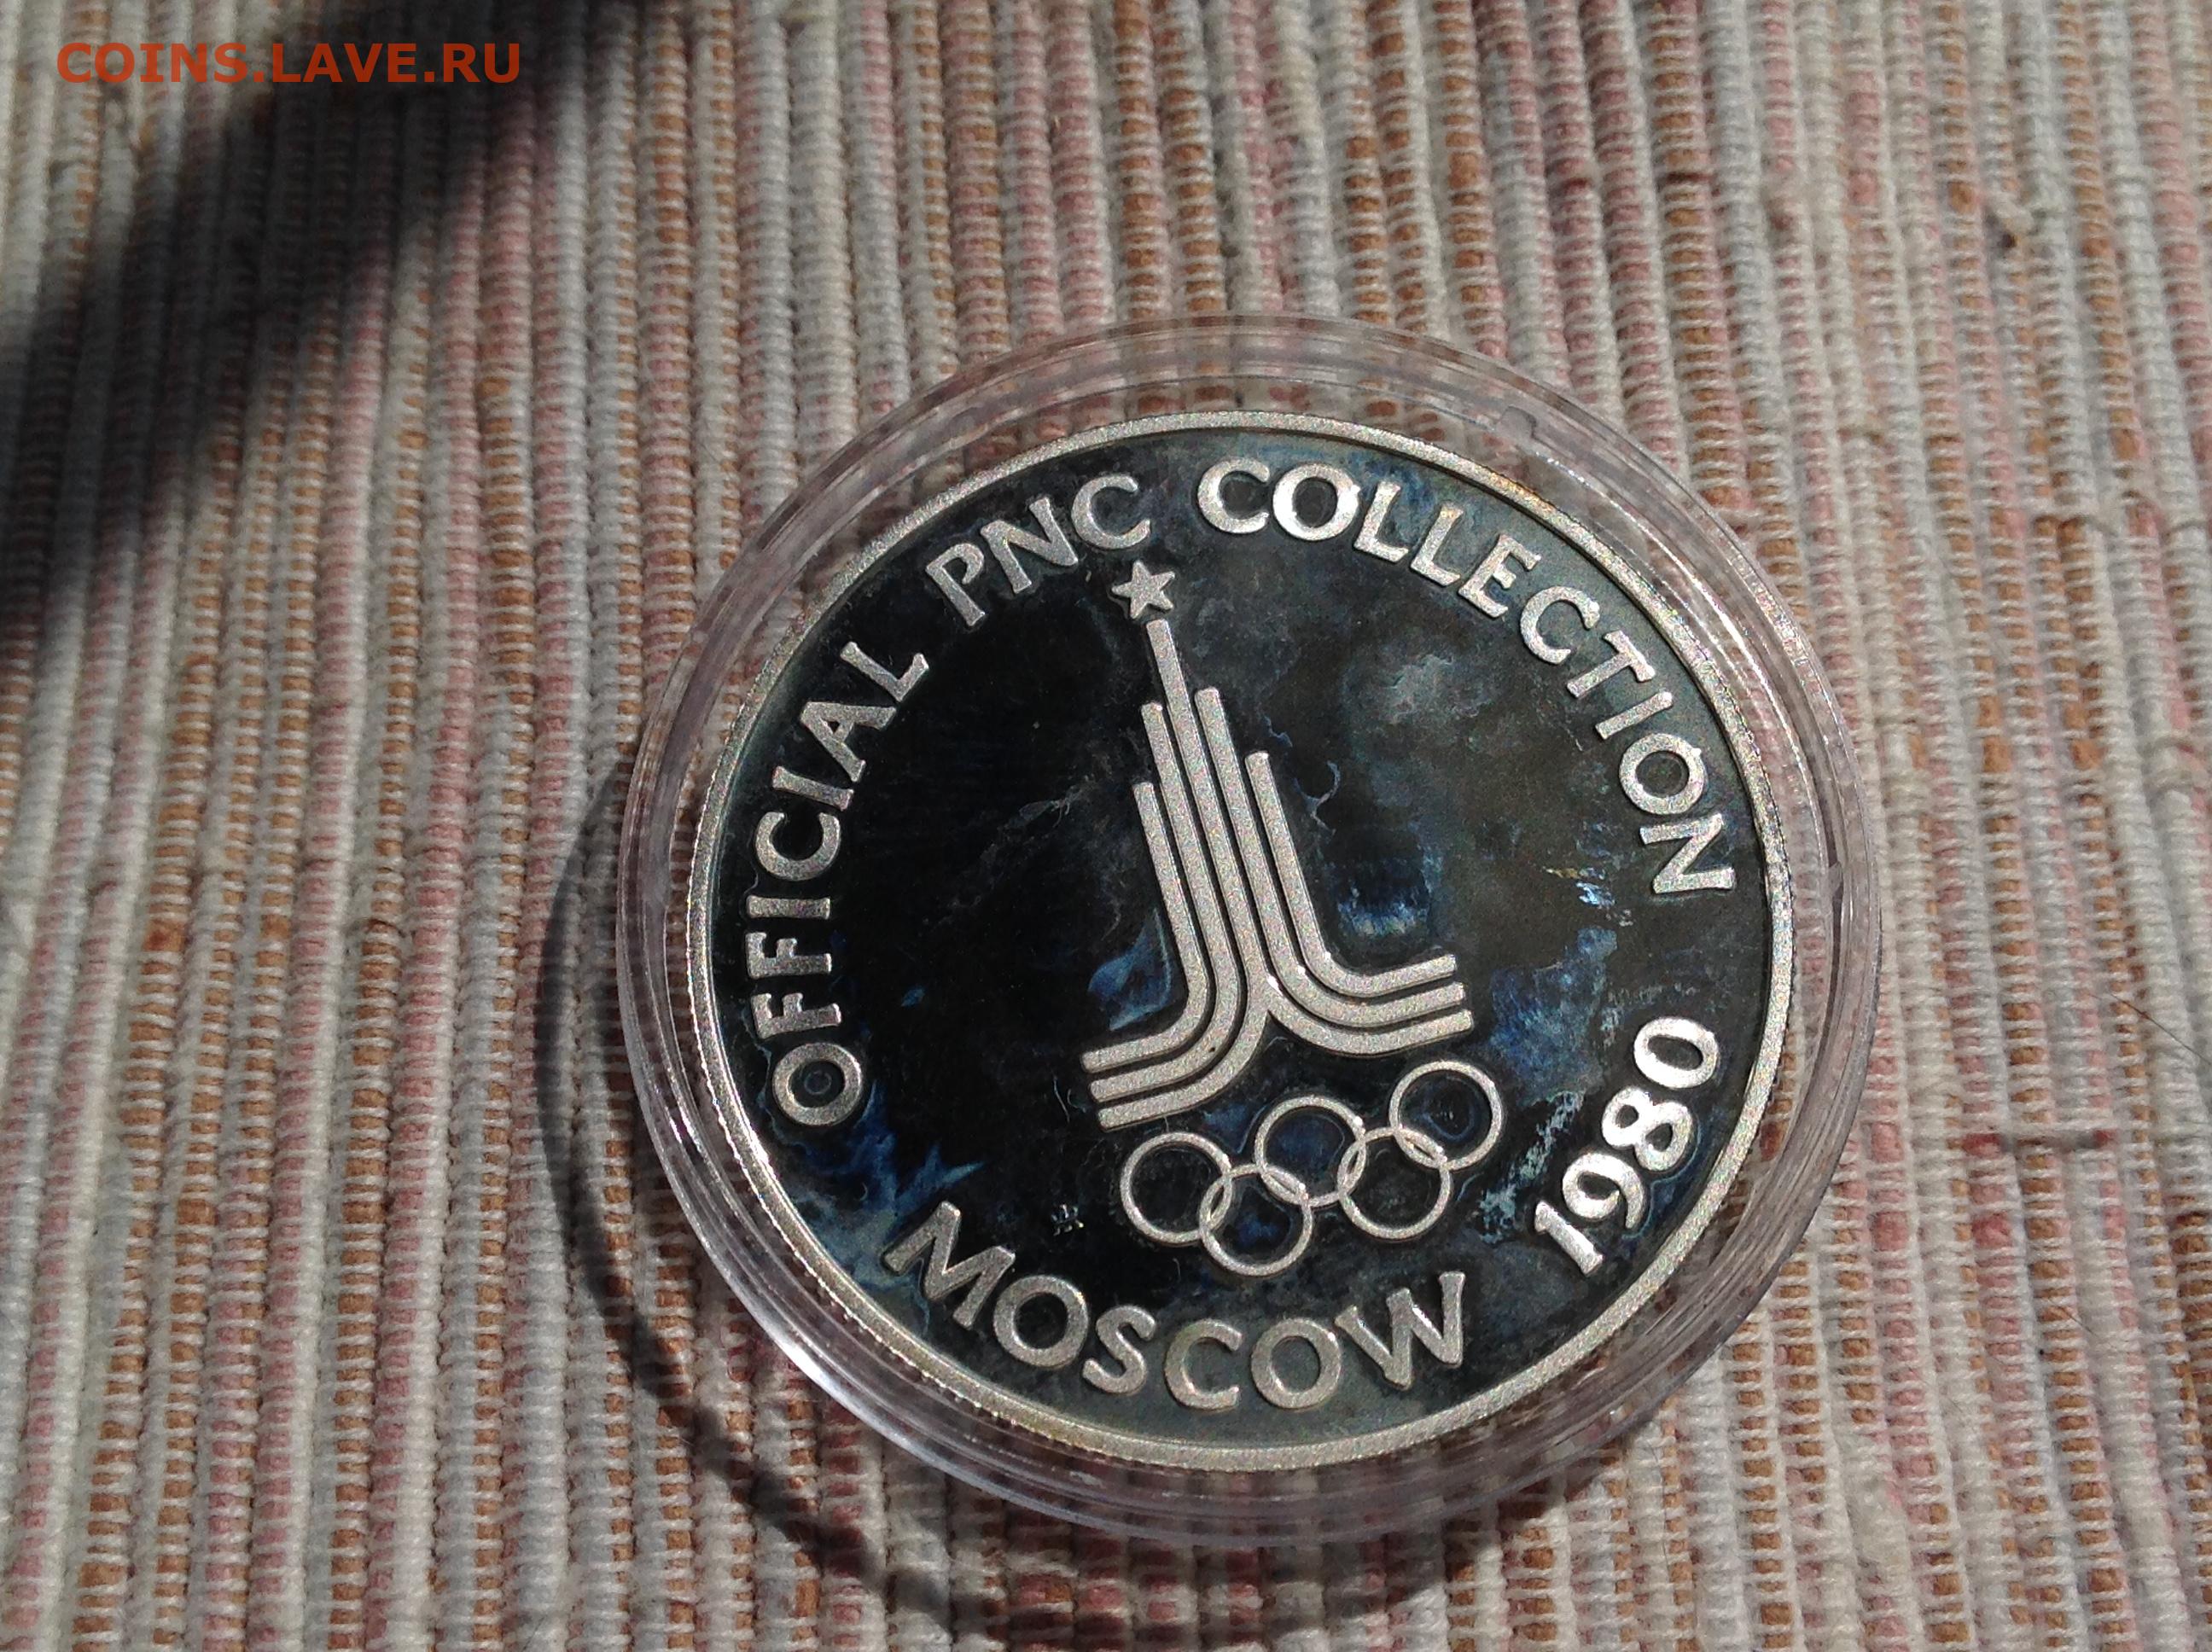 COINS.LAVE.RU
OFFICIAL PNC COLLECTION
MOSCOW 1980